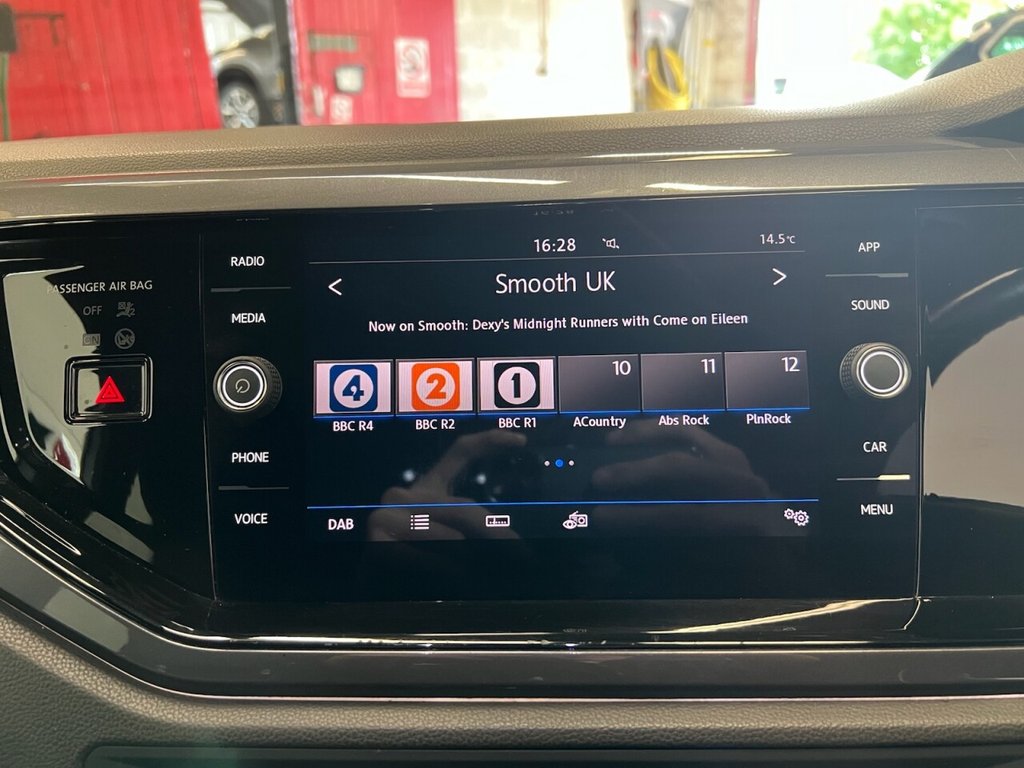 16:28
14.5°C
RADIO
APP
PASSENGER AIR BAG
OFF
ON
2
< Smooth UK >
MEDIA
SOUND
Now on Smooth: Dexy's Midnight Runners with Come on Eileen
4 2 1 10 11 12
BBC R4 BBC R2 BBC R1 ACountry Abs Rock PlnRock
PHONE
CAR
VOICE
DAB
MENU